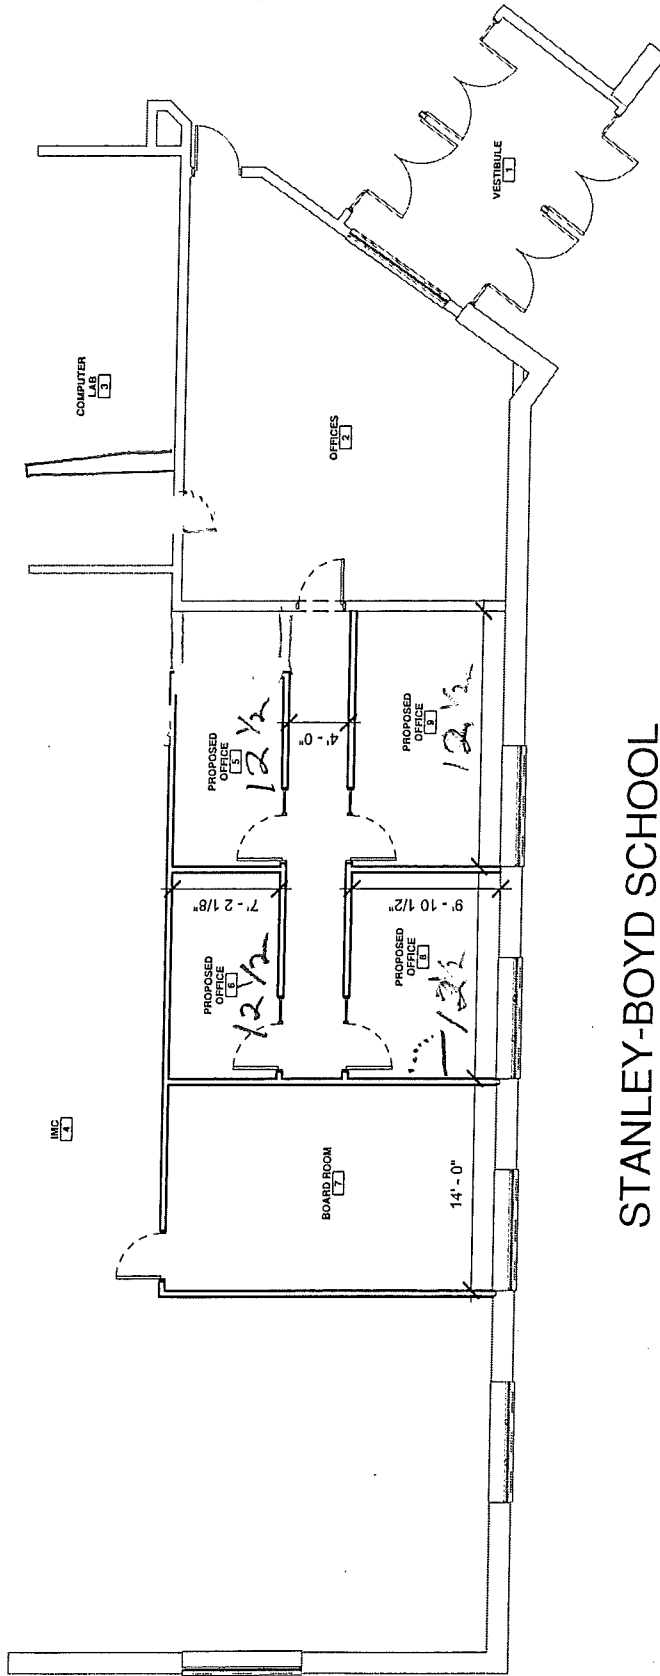 IMC
4
COMPUTER
LAB
3
PROPOSED
OFFICE
6
12 1/2
7' - 2 1/8"
PROPOSED
OFFICE
5
12 1/2
4' - 0"
BOARD ROOM
7
OFFICES
2
PROPOSED
OFFICE
8
9' - 10 1/2"
PROPOSED
OFFICE
9
12 1/2
14' - 0"
VESTIBULE
1
STANLEY-BOYD SCHOOL